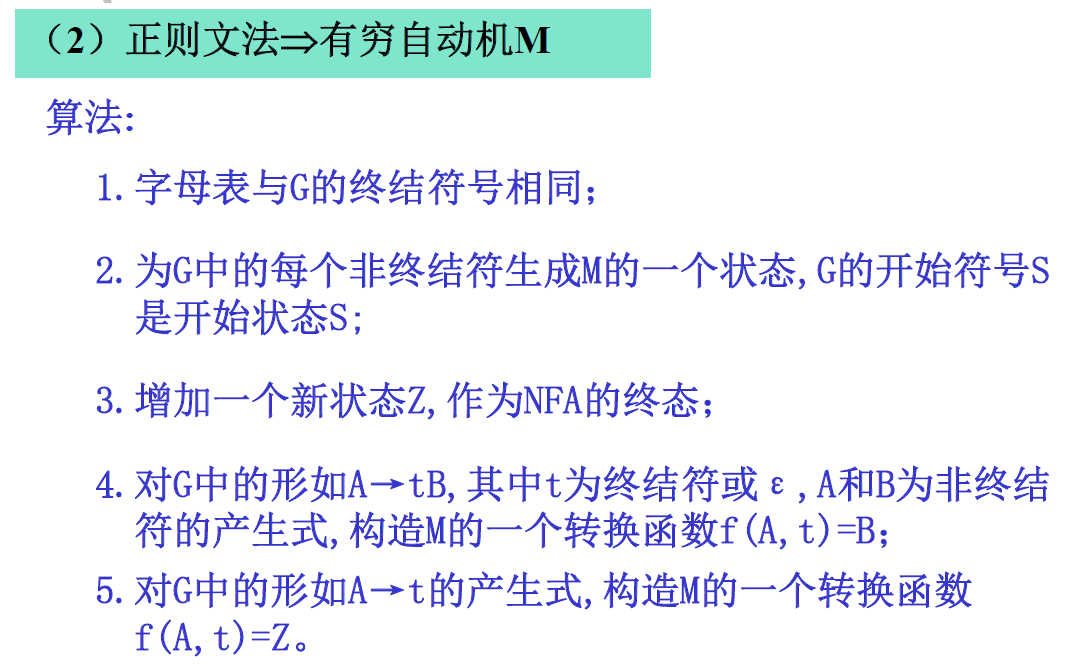 （2）正则文法⇒有穷自动机M
算法:
1. 字母表与G的终结符号相同;
2. 为G中的每个非终结符生成M的一个状态,G的开始符号S
是开始状态S;
3. 增加一个新状态Z,作为NFA的终态;
4. 对G中的形如A→tB,其中t为终结符或ε,A和B为非终结
符的产生式,构造M的一个转换函数f(A,t)=B;
5. 对G中的形如A→t的产生式,构造M的一个转换函数
f(A,t)=Z。